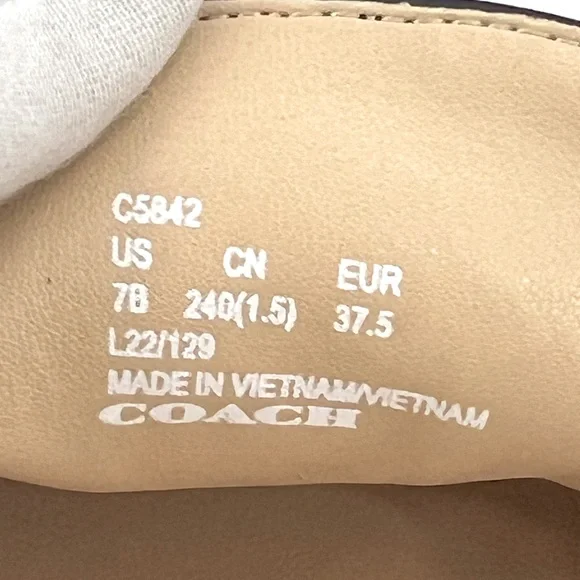 C5842
US CN EUR
7B 240(1.5) 37.5
L22/129
MADE IN VIETNAM/VIETNAM
COACH